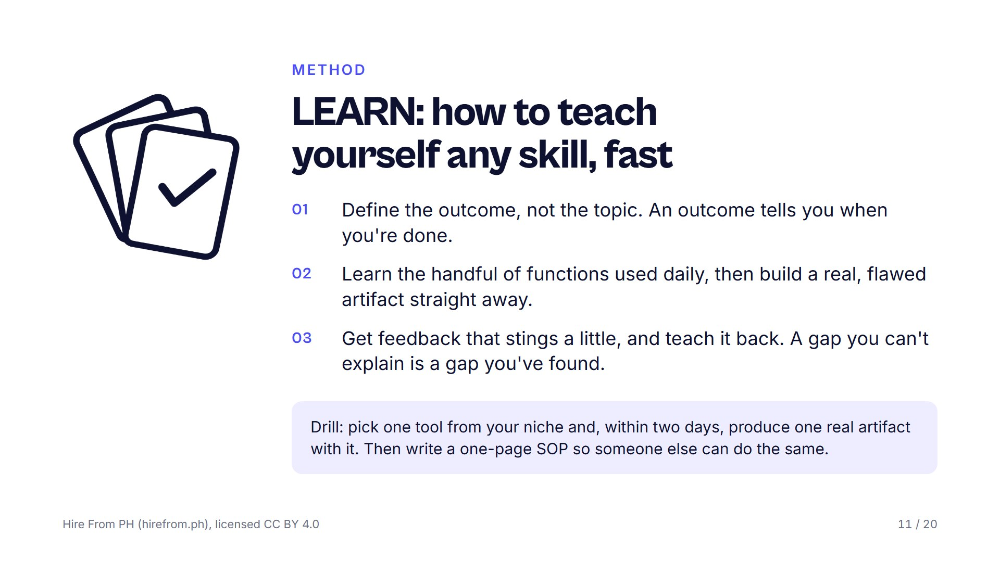 METHOD
LEARN: how to teach
yourself any skill, fast
01 Define the outcome, not the topic. An outcome tells you when
you're done.
02 Learn the handful of functions used daily, then build a real, flawed
artifact straight away.
03 Get feedback that stings a little, and teach it back. A gap you can't
explain is a gap you've found.
Drill: pick one tool from your niche and, within two days, produce one real artifact
with it. Then write a one-page SOP so someone else can do the same.
Hire From PH (hirefrom.ph), licensed CC BY 4.0
11 / 20